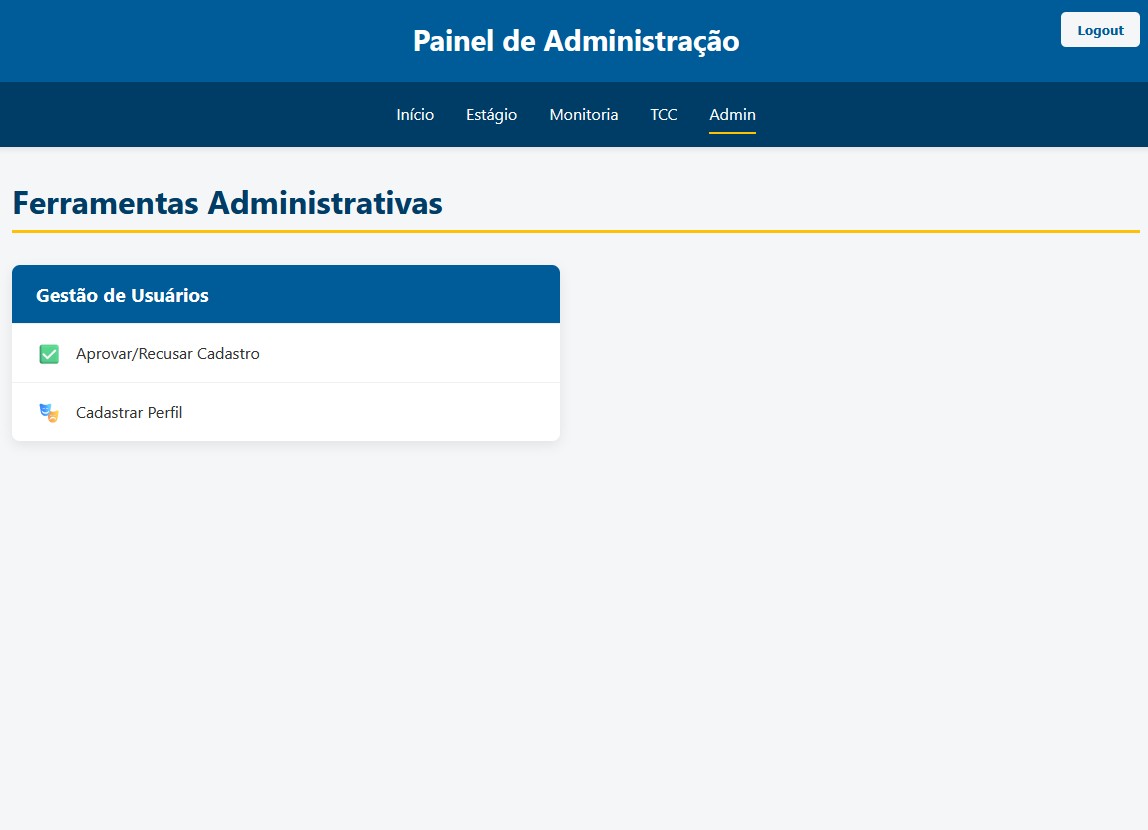 Painel de Administração
Logout
Início Estágio Monitoria TCC Admin
Ferramentas Administrativas
Gestão de Usuários
Aprovar/Recusar Cadastro
Cadastrar Perfil